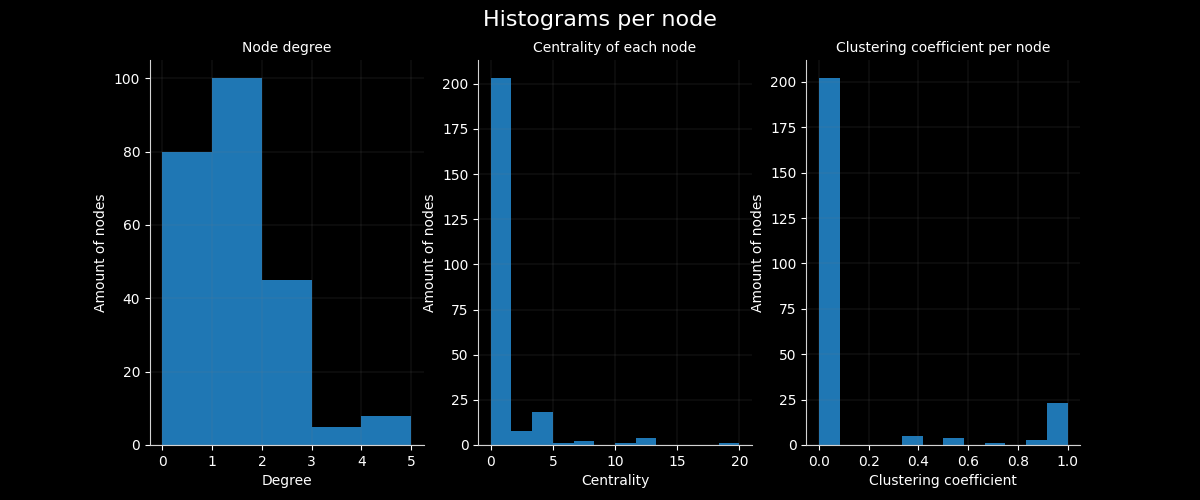 Histograms per node
Node degree
Amount of nodes
100
80
60
40
20
0
0 1 2 3 4 5
Degree
Centrality of each node
Amount of nodes
200
175
150
125
100
75
50
25
0
0 5 10 15 20
Centrality
Clustering coefficient per node
Amount of nodes
200
175
150
125
100
75
50
25
0
0.0 0.2 0.4 0.6 0.8 1.0
Clustering coefficient